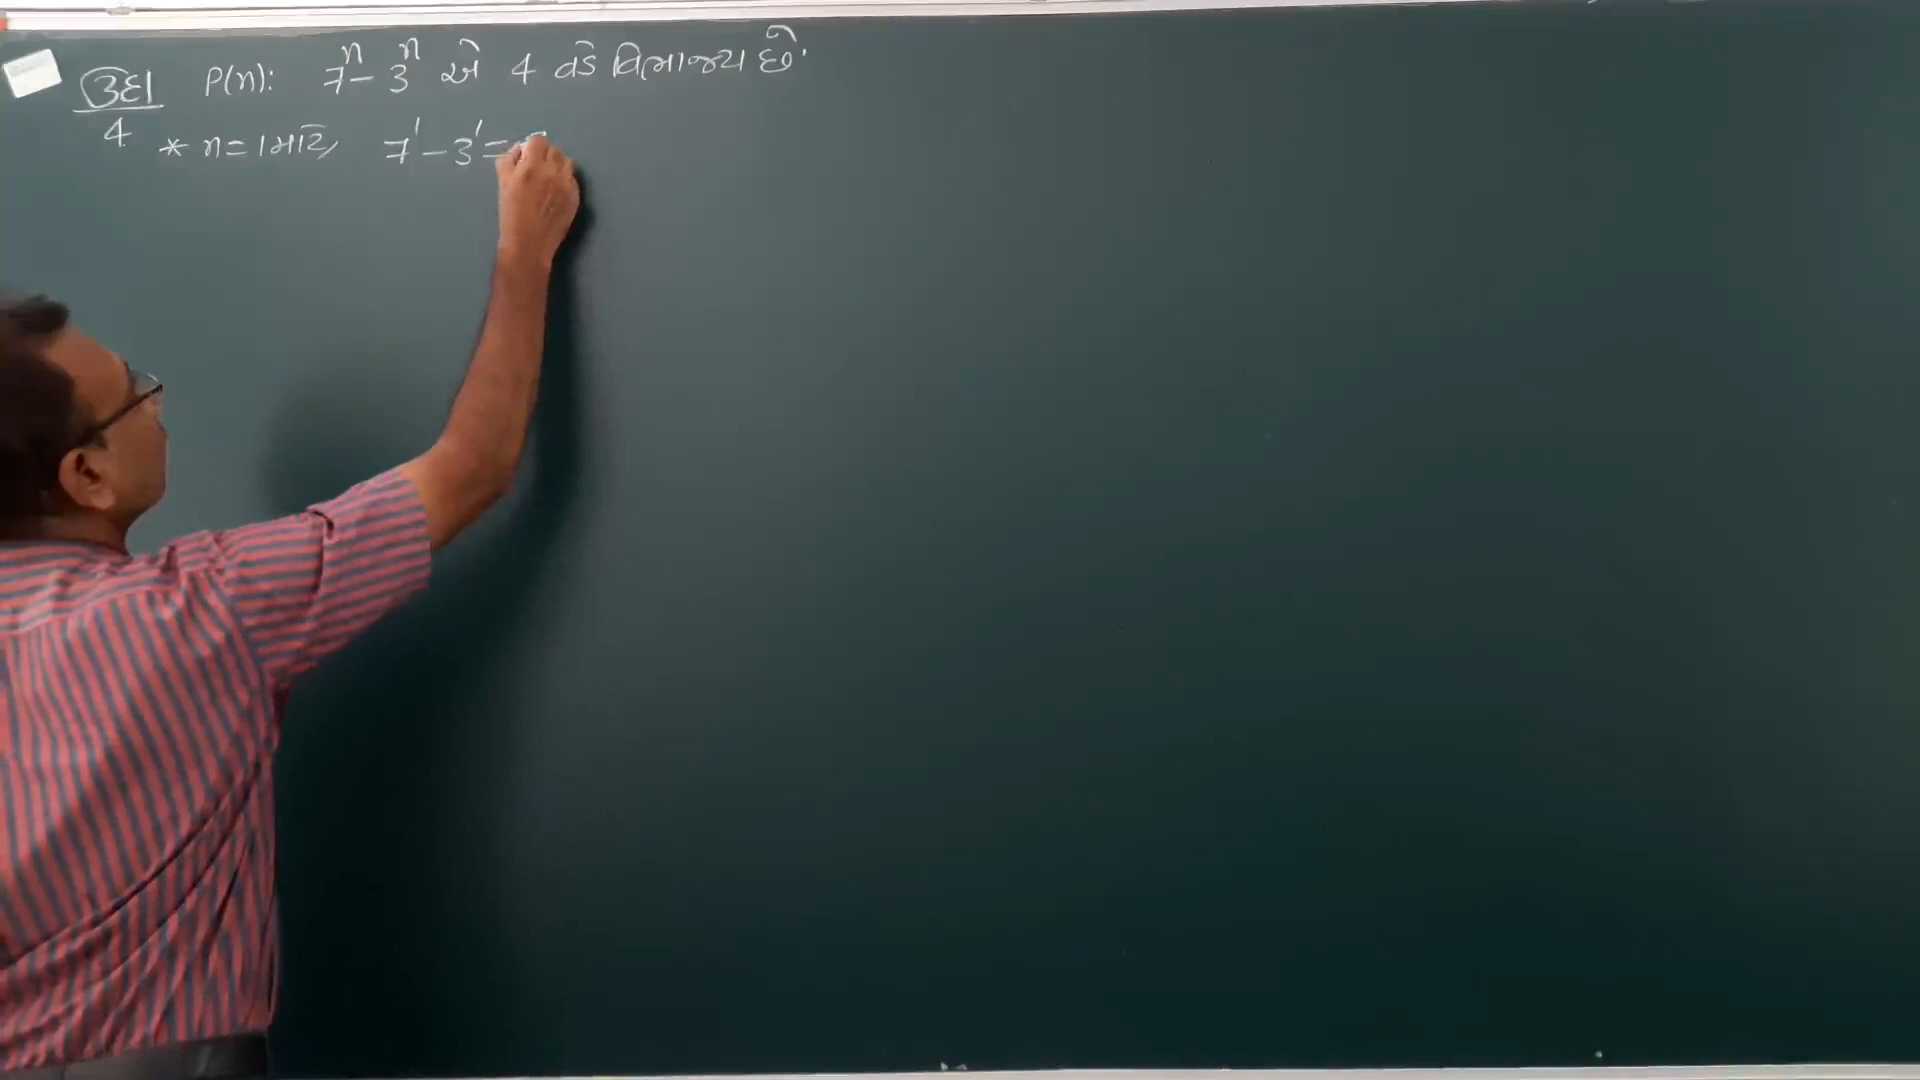 ઉદા 4 P(n): 7ⁿ - 3ⁿ એ 4 વડે વિભાજ્ય છે.
* n = 1 માટે, 7¹ - 3¹ =